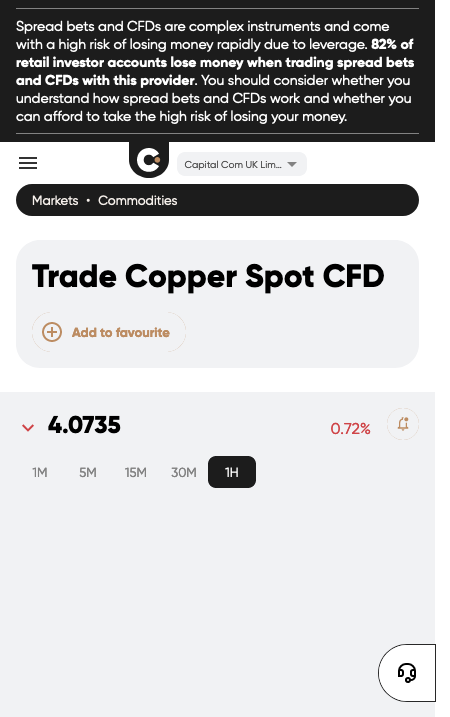 Spread bets and CFDs are complex instruments and come
with a high risk of losing money rapidly due to leverage. 82% of
retail investor accounts lose money when trading spread bets
and CFDs with this provider. You should consider whether you
understand how spread bets and CFDs work and whether you
can afford to take the high risk of losing your money.
Capital Com UK Lim...
Markets • Commodities
Trade Copper Spot CFD
Add to favourite
4.0735 0.72%
1M 5M 15M 30M 1H